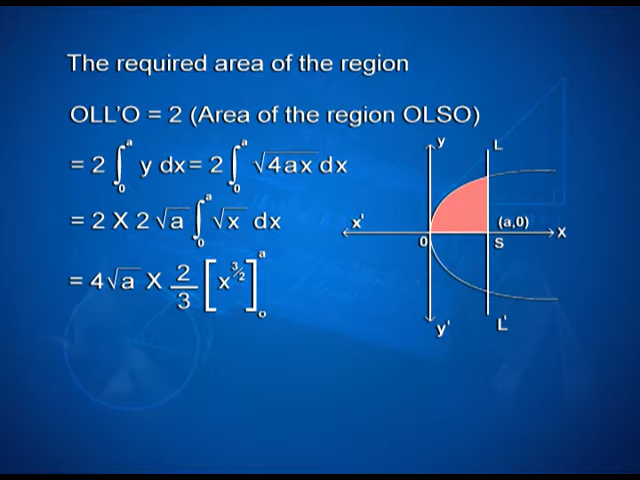 The required area of the region
OLL'O = 2 (Area of the region OLSO)
= 2 ∫₀ᵃ y dx = 2 ∫₀ᵃ √4ax dx
= 2 X 2 √a ∫₀ᵃ √x dx
= 4√a X 2/3 [x^3/2]₀ᵃ
y
L
x'
(a,0)
x
O
S
y'
L'